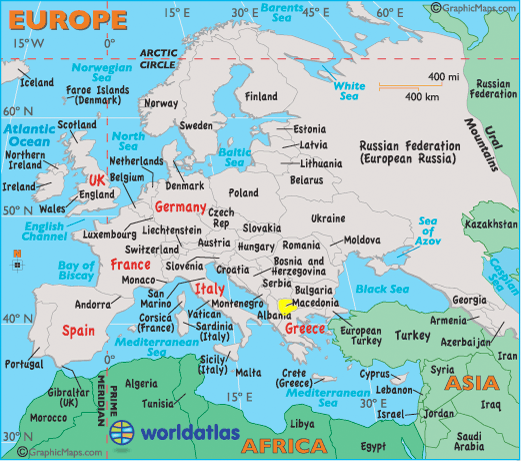 EUROPE
15° E
30° E
45° E
Barents
Sea
©GraphicMaps.com
15° W
0°
ARCTIC
CIRCLE
Norwegian
Sea
Iceland
Faroe Islands
(Denmark)
White
Sea
400 mi
400 km
Russian
Federation
60° N
Norway
Finland
Sweden
Scotland
Atlantic
Ocean
North
Sea
Baltic
Sea
Estonia
Latvia
Lithuania
Belarus
Russian Federation
(European Russia)
Ural
Mountains
Northern
Ireland
Ireland
UK
England
Wales
Netherlands
Belgium
Denmark
Poland
50° N
Germany
Czech
Rep
Ukraine
Kazakhstan
English
Channel
Luxembourg
Liechtenstein
Slovakia
Sea
of
Azov
Switzerland
Austria
Hungary
Romania
Moldova
Caspian
Sea
Bay of
Biscay
France
Slovenia
Croatia
Bosnia and
Herzegovina
Monaco
Italy
Serbia
Bulgaria
Black Sea
Georgia
Andorra
San
Marino
Montenegro
Macedonia
Corsica
(France)
Vatican
Albania
Armenia
40° N
Spain
Sardinia
(Italy)
Greece
European
Turkey
Turkey
Azerbaijan
Mediterranean
Sea
Iran
Portugal
0°
Sicily
(Italy)
Malta
Crete
(Greece)
Cyprus
Syria
ASIA
Gibraltar
(UK)
PRIME
MERIDIAN
Algeria
Tunisia
15° E
Mediterranean
Sea
30° E
Lebanon
Israel
Jordan
Iraq
Morocco
worldatlas
Libya
Egypt
Saudi
Arabia
30° N
AFRICA
©GraphicMaps.com